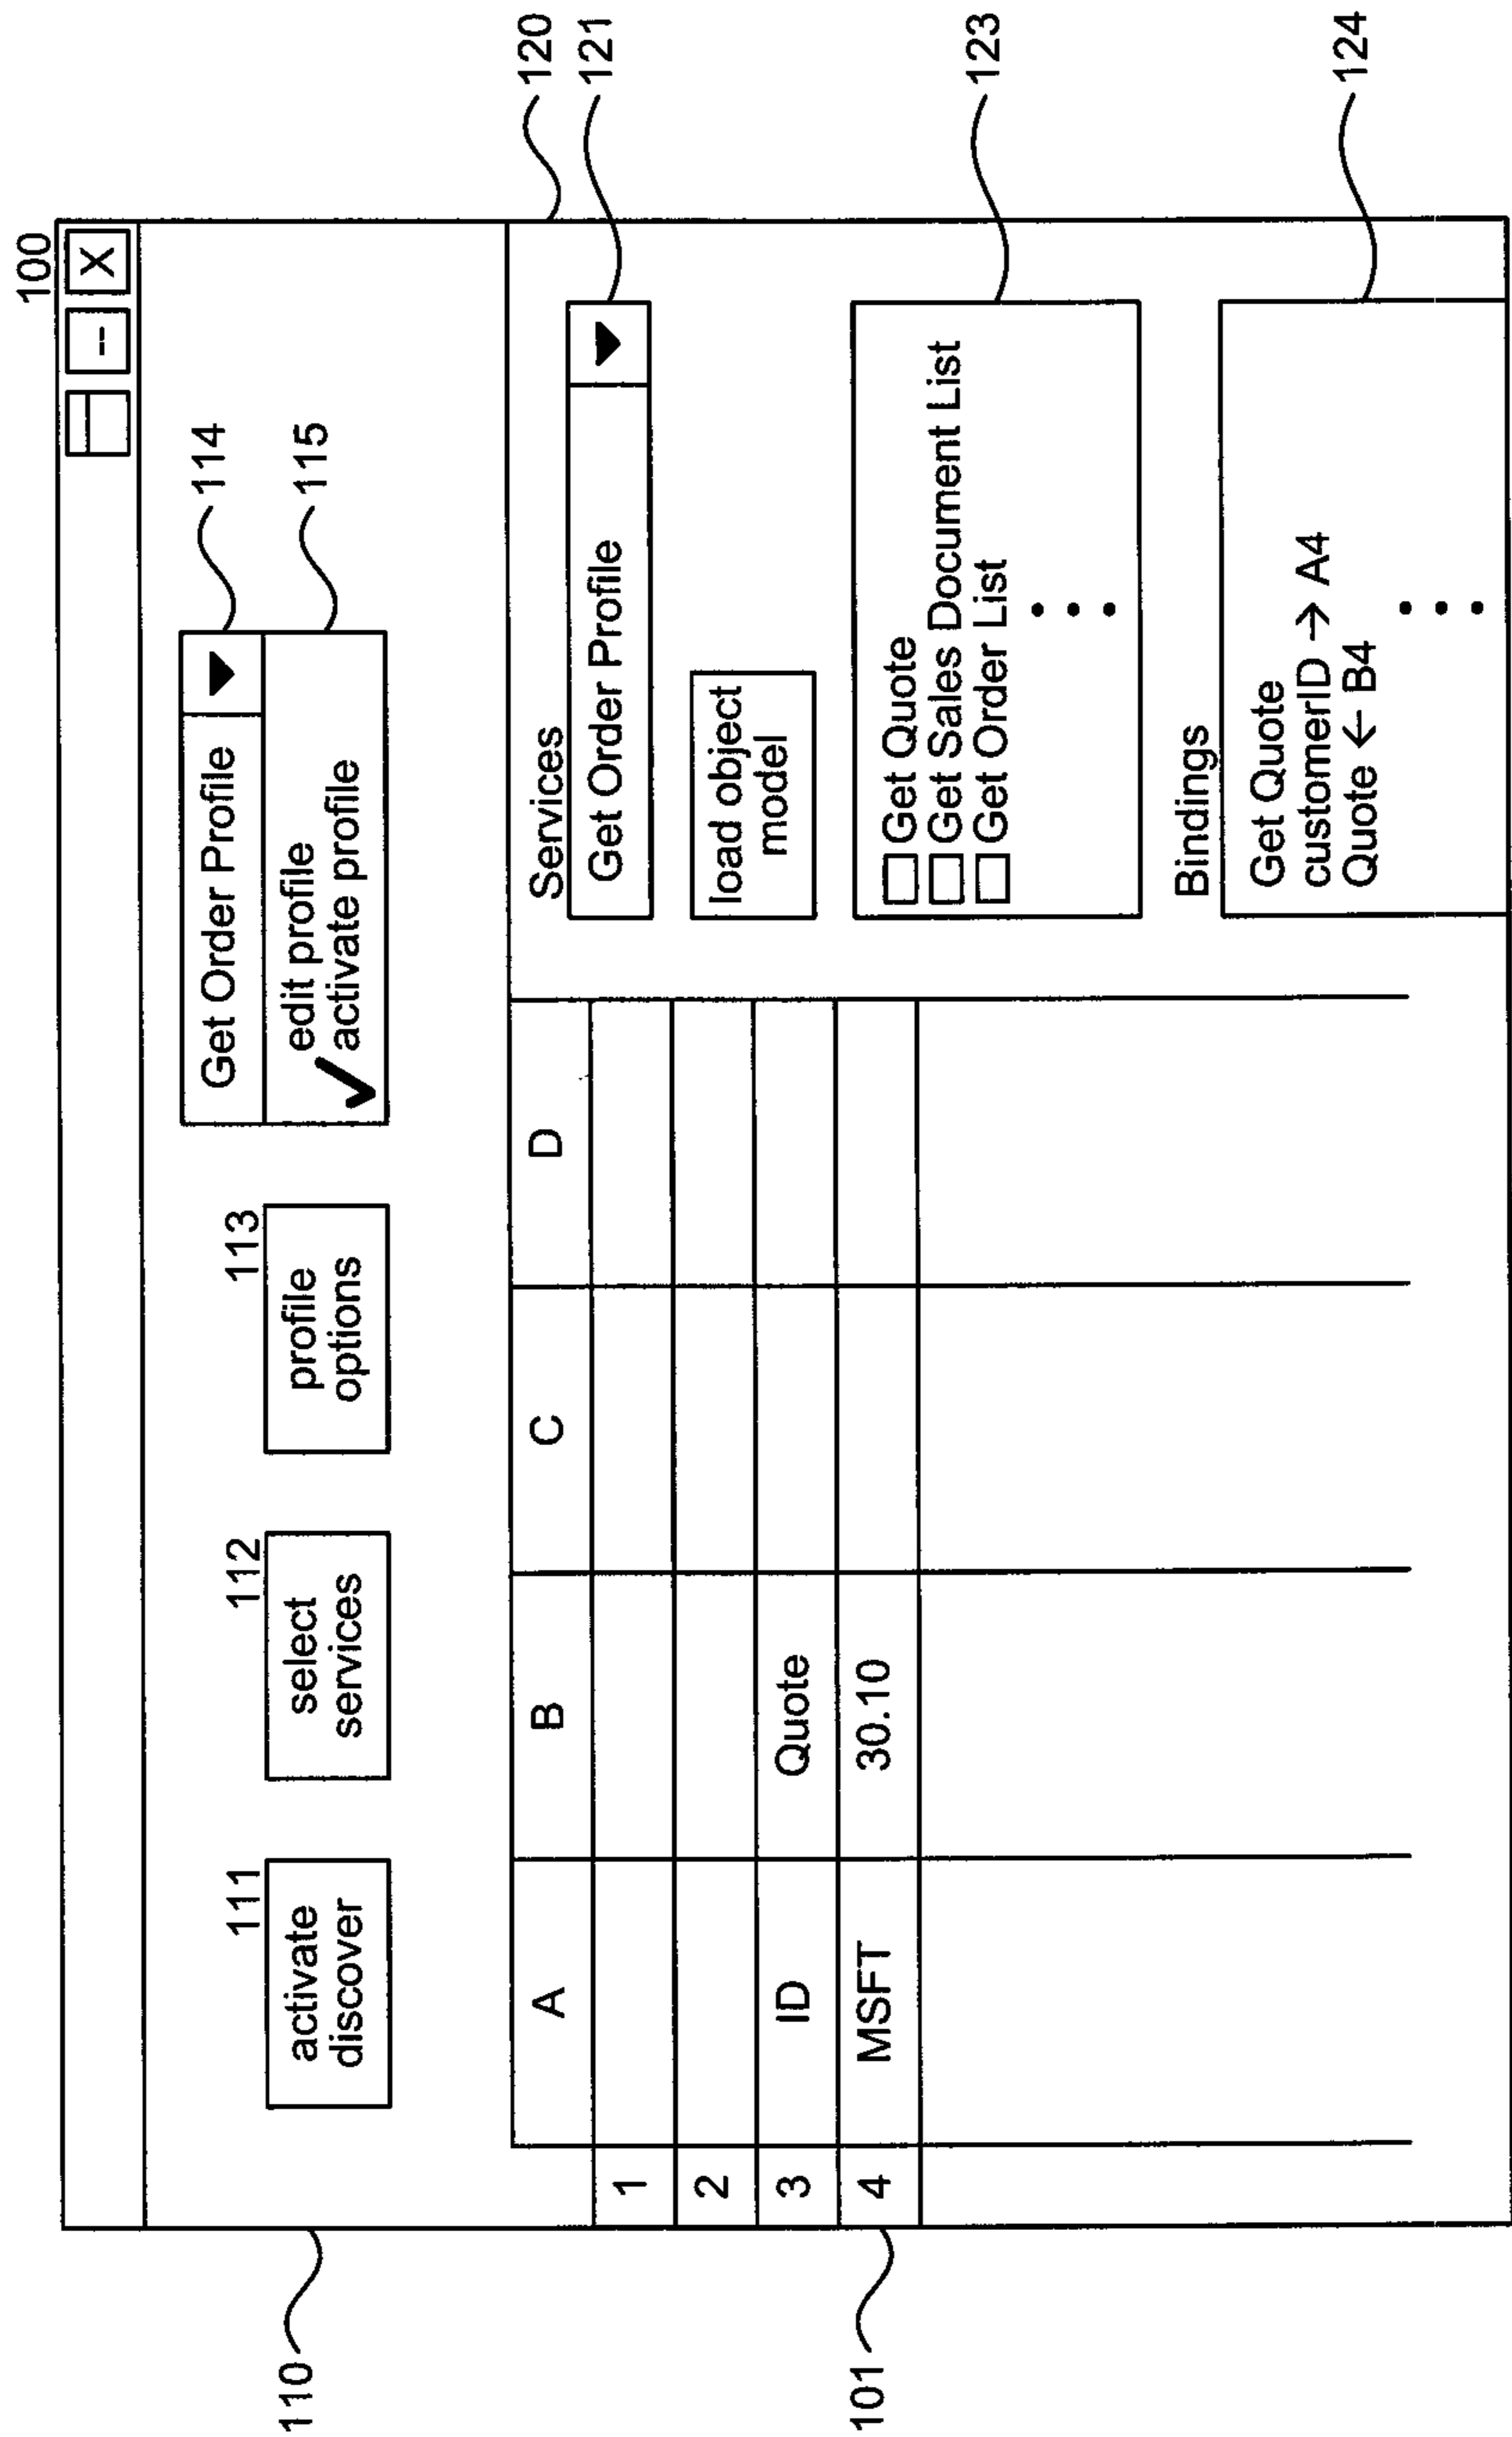 100
-- X
110
111
activate
discover
112
select
services
113
profile
options
Get Order Profile
114
edit profile
activate profile
115
120
101
A B C D
1
2
3 ID Quote
4 MSFT 30.10
Services
Get Order Profile
121
load object
model
Get Quote
Get Sales Document List
Get Order List
123
Bindings
Get Quote
customerID → A4
Quote ← B4
124